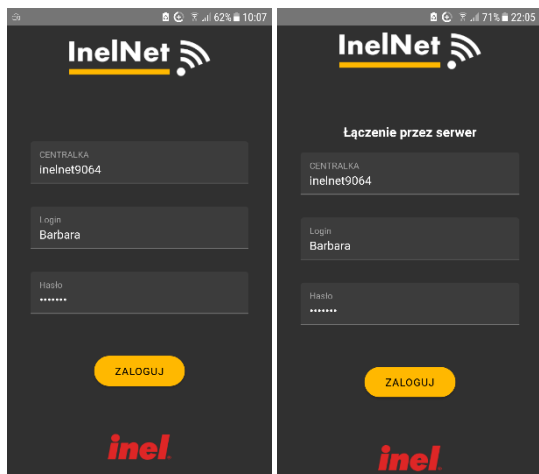 62% 10:07
InelNet
CENTRALKA
inelnet9064
Login
Barbara
Hasło
•••••••
ZALOGUJ
inel
71% 22:05
InelNet
Łączenie przez serwer
CENTRALKA
inelnet9064
Login
Barbara
Hasło
•••••••
ZALOGUJ
inel